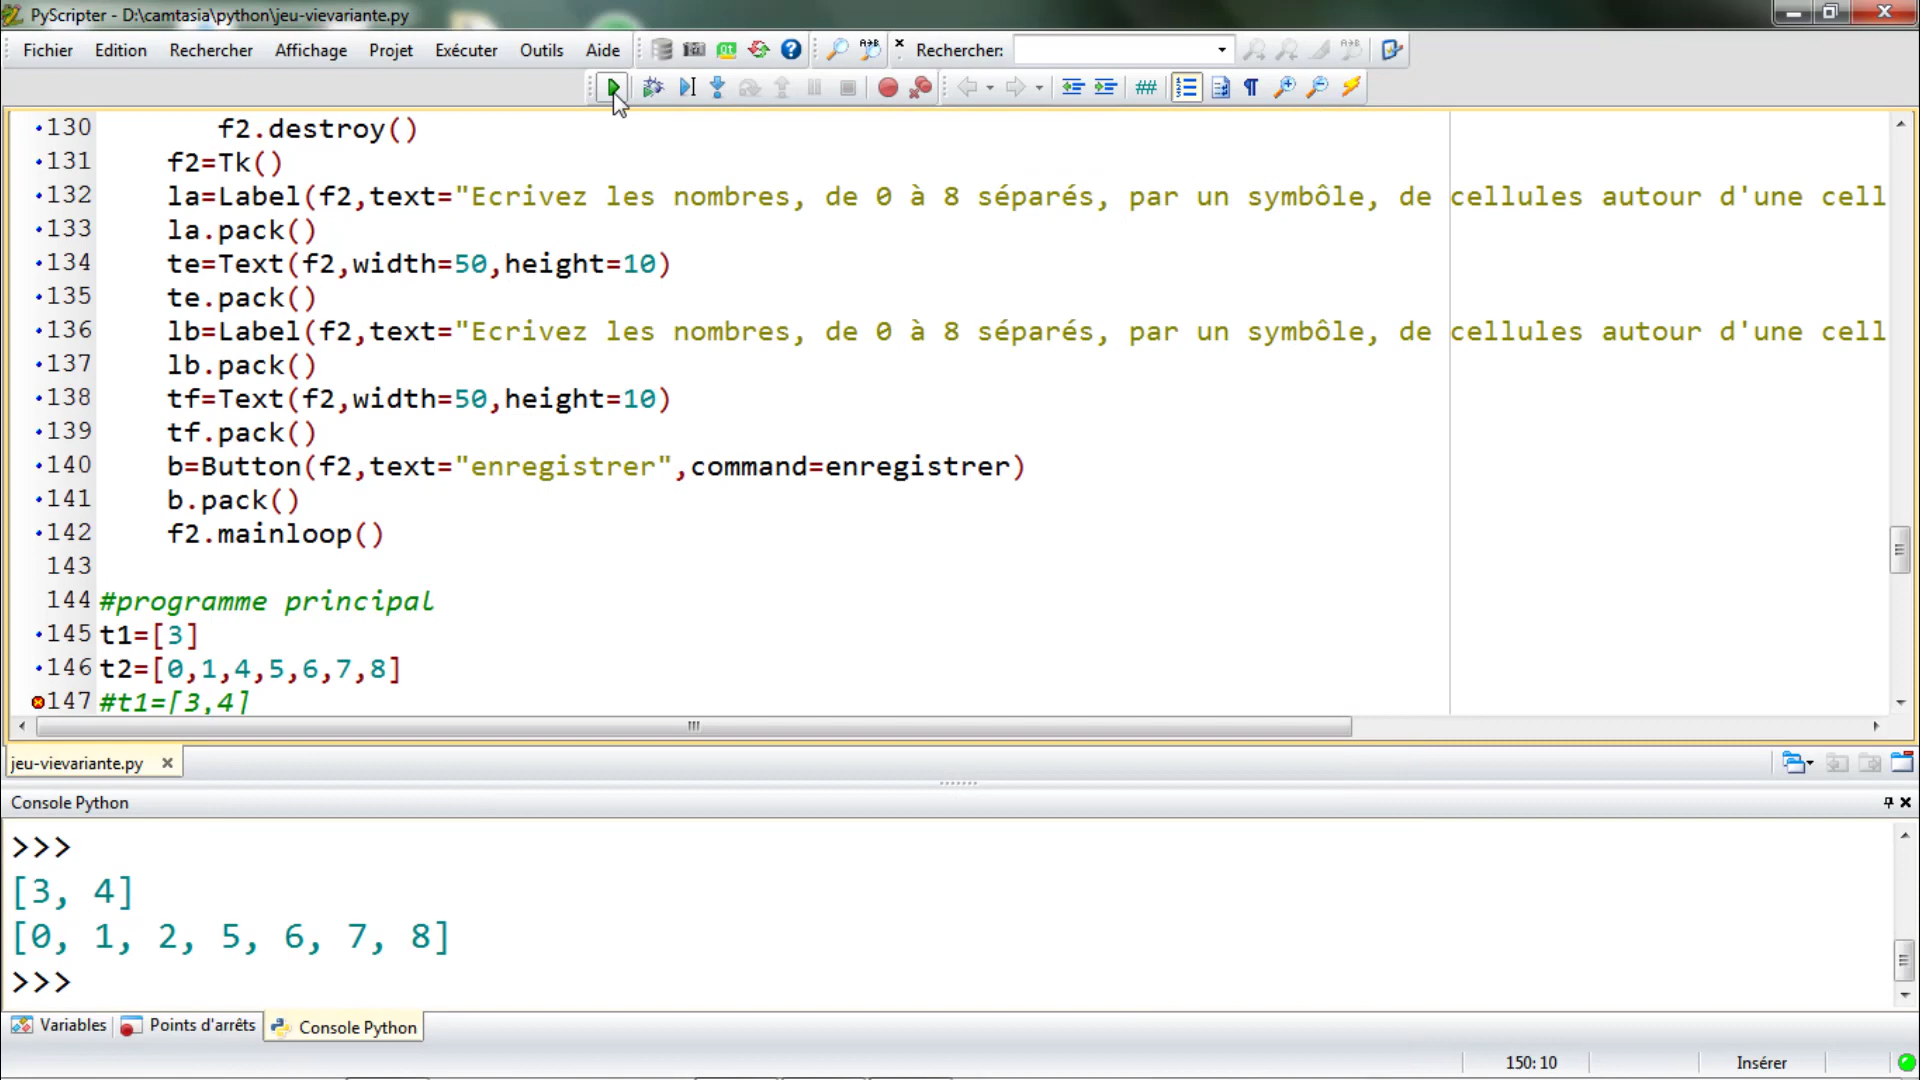 PyScripter - D:\camtasia\python\jeu-vievariante.py
Fichier Edition Rechercher Affichage Projet Exécuter Outils Aide Rechercher:
130 f2.destroy()
131 f2=Tk()
132 la=Label(f2,text="Ecrivez les nombres, de 0 à 8 séparés, par un symbôle, de cellules autour d'une cell
133 la.pack()
134 te=Text(f2,width=50,height=10)
135 te.pack()
136 lb=Label(f2,text="Ecrivez les nombres, de 0 à 8 séparés, par un symbôle, de cellules autour d'une cell
137 lb.pack()
138 tf=Text(f2,width=50,height=10)
139 tf.pack()
140 b=Button(f2,text="enregistrer",command=enregistrer)
141 b.pack()
142 f2.mainloop()
143
144 #programme principal
145 t1=[3]
146 t2=[0,1,4,5,6,7,8]
147 #t1=[3,4]
jeu-vievariante.py
Console Python
>>>
[3, 4]
[0, 1, 2, 5, 6, 7, 8]
>>>
Variables Points d'arrêts Console Python
150: 10 Insérer